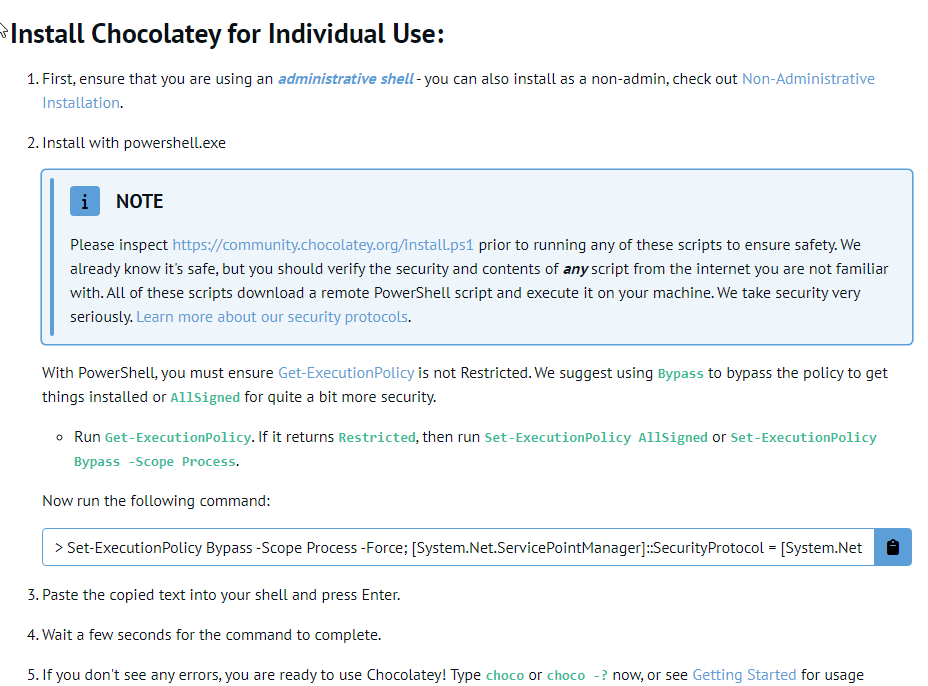 Install Chocolatey for Individual Use:
1. First, ensure that you are using an administrative shell - you can also install as a non-admin, check out Non-Administrative
Installation.
2. Install with powershell.exe
i NOTE
Please inspect https://community.chocolatey.org/install.ps1 prior to running any of these scripts to ensure safety. We
already know it's safe, but you should verify the security and contents of any script from the internet you are not familiar
with. All of these scripts download a remote PowerShell script and execute it on your machine. We take security very
seriously. Learn more about our security protocols.
With PowerShell, you must ensure Get-ExecutionPolicy is not Restricted. We suggest using Bypass to bypass the policy to get
things installed or AllSigned for quite a bit more security.
Run Get-ExecutionPolicy. If it returns Restricted, then run Set-ExecutionPolicy AllSigned or Set-ExecutionPolicy
Bypass -Scope Process.
Now run the following command:
> Set-ExecutionPolicy Bypass -Scope Process -Force; [System.Net.ServicePointManager]::SecurityProtocol = [System.Net
3. Paste the copied text into your shell and press Enter.
4. Wait a few seconds for the command to complete.
5. If you don't see any errors, you are ready to use Chocolatey! Type choco or choco -? now, or see Getting Started for usage